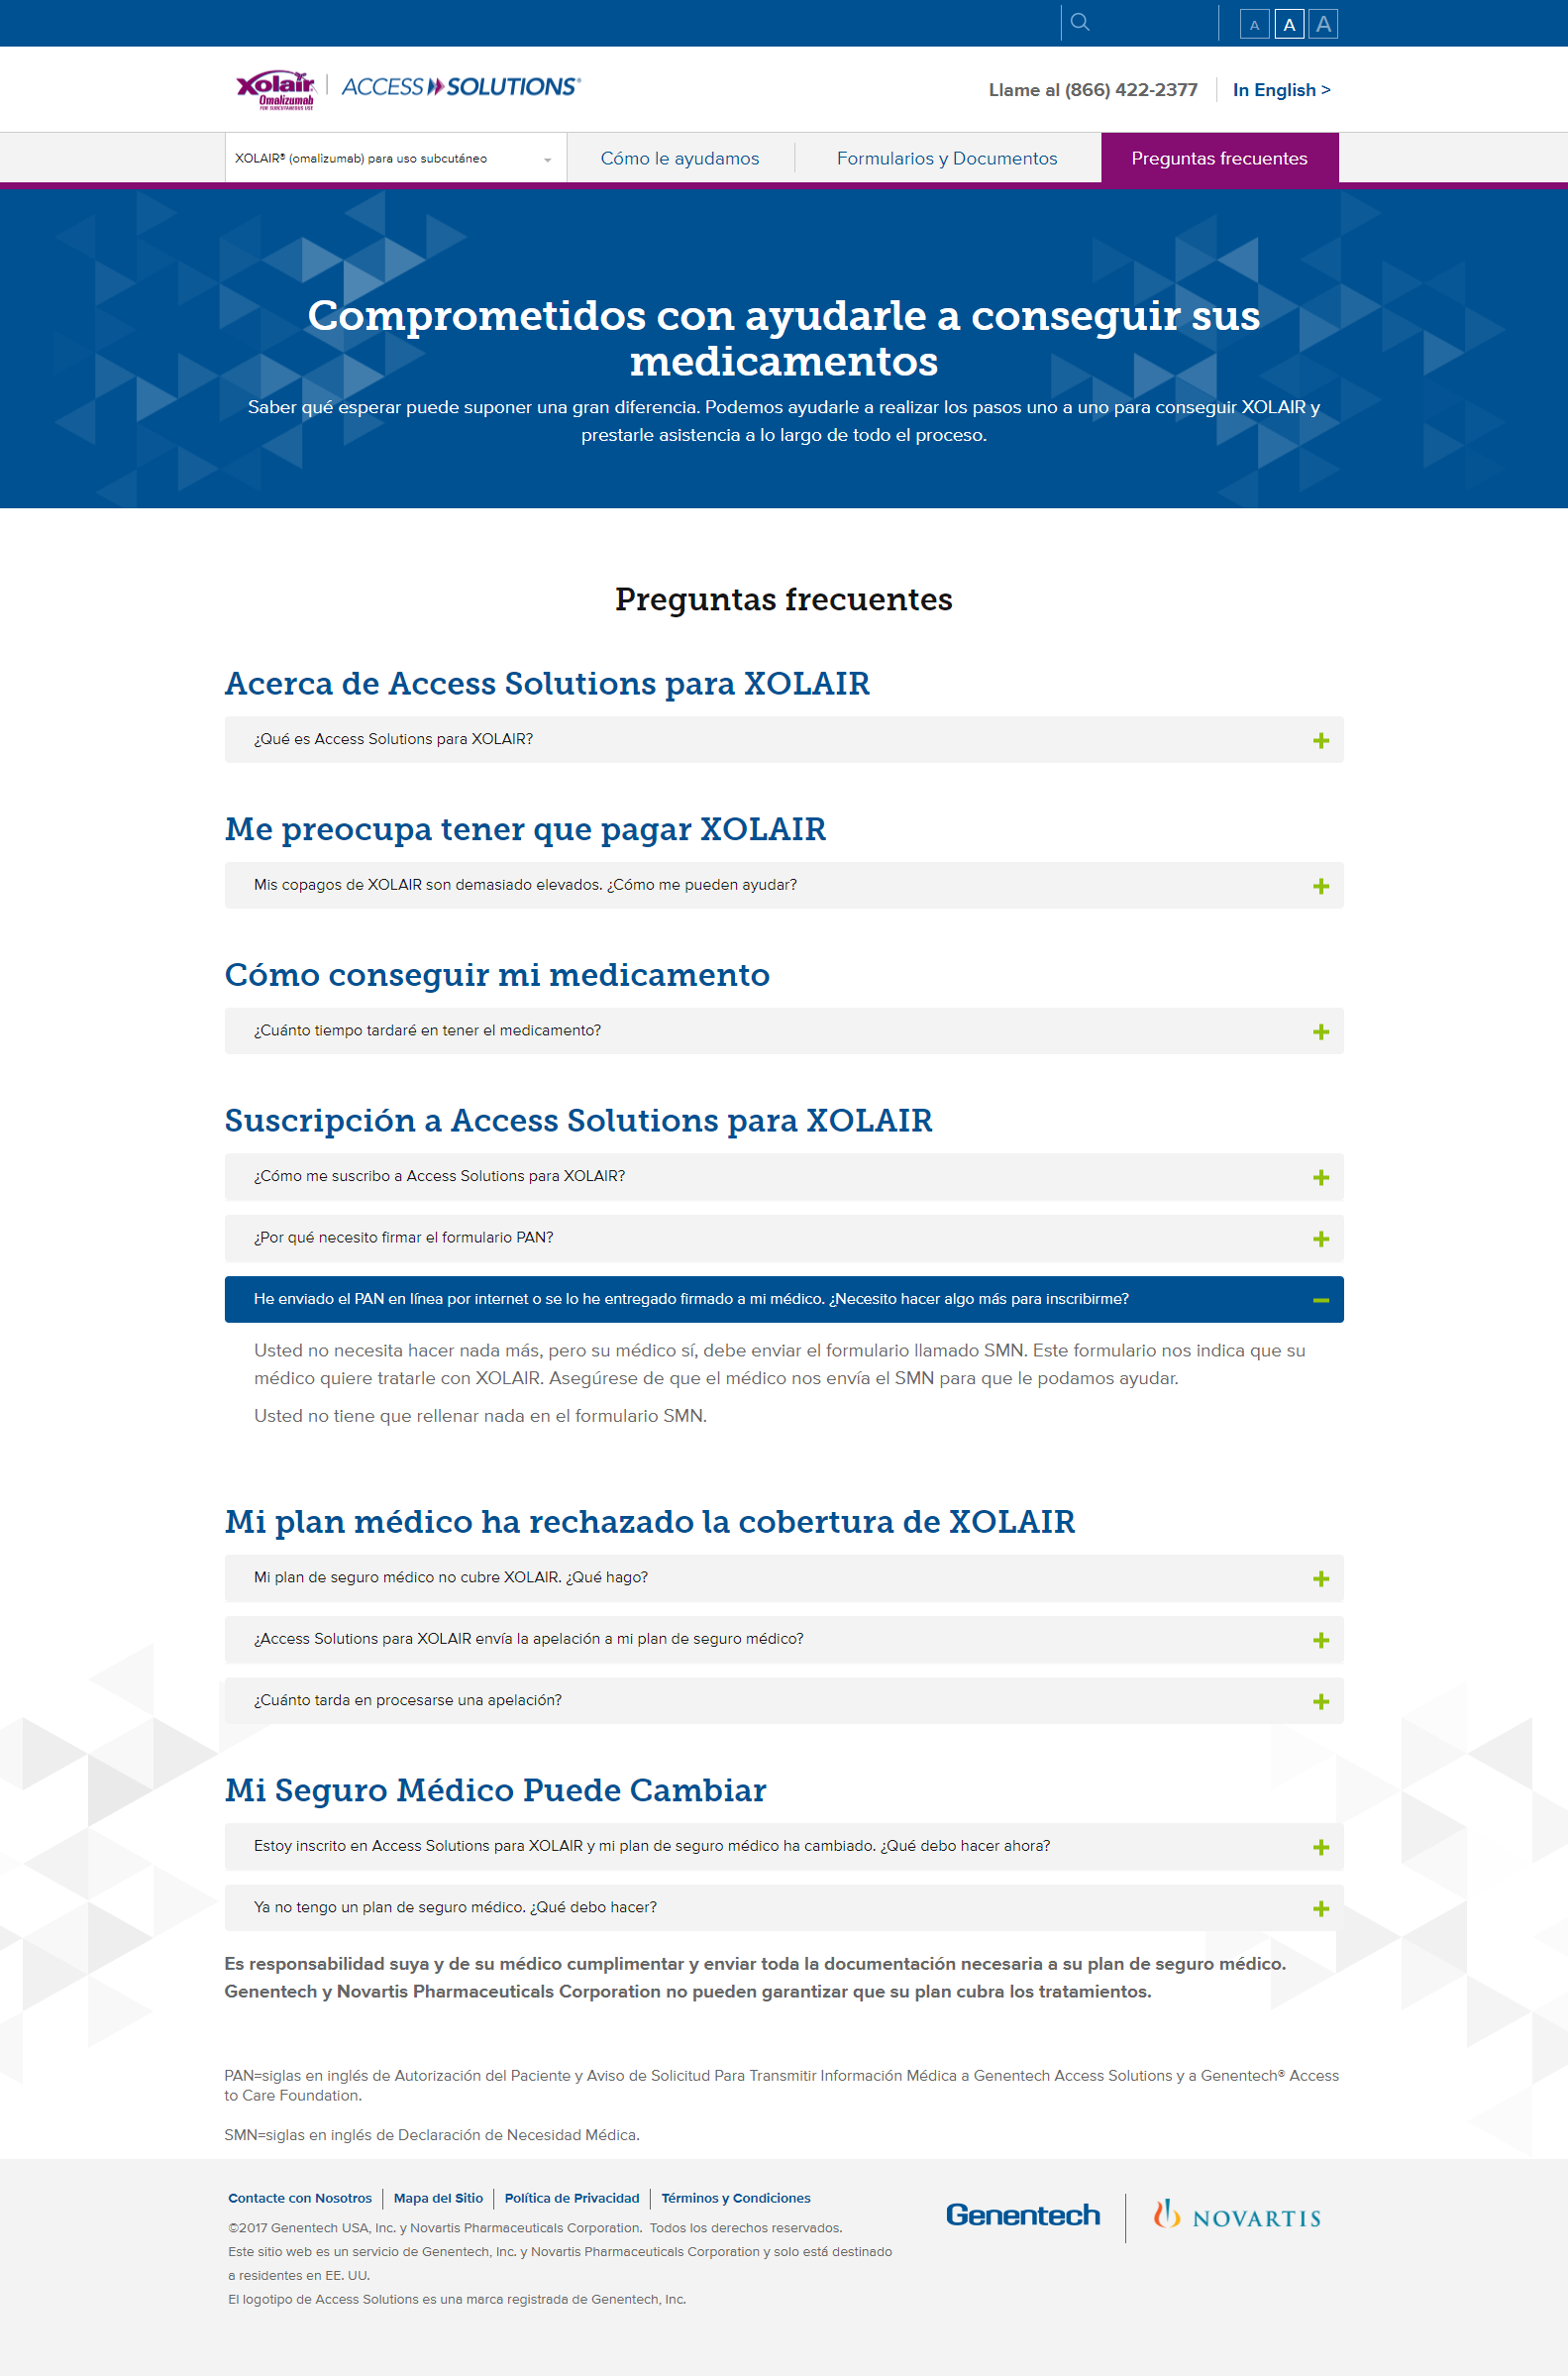 A A A
Xolair
Omalizumab
FOR SUBCUTANEOUS USE
ACCESS SOLUTIONS®
Llame al (866) 422-2377
In English >
XOLAIR® (omalizumab) para uso subcutáneo
Cómo le ayudamos
Formularios y Documentos
Preguntas frecuentes
Comprometidos con ayudarle a conseguir sus
medicamentos
Saber qué esperar puede suponer una gran diferencia. Podemos ayudarle a realizar los pasos uno a uno para conseguir XOLAIR y
prestarle asistencia a lo largo de todo el proceso.
Preguntas frecuentes
Acerca de Access Solutions para XOLAIR
¿Qué es Access Solutions para XOLAIR?
Me preocupa tener que pagar XOLAIR
Mis copagos de XOLAIR son demasiado elevados. ¿Cómo me pueden ayudar?
Cómo conseguir mi medicamento
¿Cuánto tiempo tardaré en tener el medicamento?
Suscripción a Access Solutions para XOLAIR
¿Cómo me suscribo a Access Solutions para XOLAIR?
¿Por qué necesito firmar el formulario PAN?
He enviado el PAN en línea por internet o se lo he entregado firmado a mi médico. ¿Necesito hacer algo más para inscribirme?
Usted no necesita hacer nada más, pero su médico sí, debe enviar el formulario llamado SMN. Este formulario nos indica que su
médico quiere tratarle con XOLAIR. Asegúrese de que el médico nos envía el SMN para que le podamos ayudar.
Usted no tiene que rellenar nada en el formulario SMN.
Mi plan médico ha rechazado la cobertura de XOLAIR
Mi plan de seguro médico no cubre XOLAIR. ¿Qué hago?
¿Access Solutions para XOLAIR envía la apelación a mi plan de seguro médico?
¿Cuánto tarda en procesarse una apelación?
Mi Seguro Médico Puede Cambiar
Estoy inscrito en Access Solutions para XOLAIR y mi plan de seguro médico ha cambiado. ¿Qué debo hacer ahora?
Ya no tengo un plan de seguro médico. ¿Qué debo hacer?
Es responsabilidad suya y de su médico cumplimentar y enviar toda la documentación necesaria a su plan de seguro médico.
Genentech y Novartis Pharmaceuticals Corporation no pueden garantizar que su plan cubra los tratamientos.
PAN=siglas en inglés de Autorización del Paciente y Aviso de Solicitud Para Transmitir Información Médica a Genentech Access Solutions y a Genentech® Access
to Care Foundation.
SMN=siglas en inglés de Declaración de Necesidad Médica.
Contacte con Nosotros | Mapa del Sitio | Política de Privacidad | Términos y Condiciones
©2017 Genentech USA, Inc. y Novartis Pharmaceuticals Corporation. Todos los derechos reservados.
Este sitio web es un servicio de Genentech, Inc. y Novartis Pharmaceuticals Corporation y solo está destinado
a residentes en EE. UU.
El logotipo de Access Solutions es una marca registrada de Genentech, Inc.
Genentech
NOVARTIS